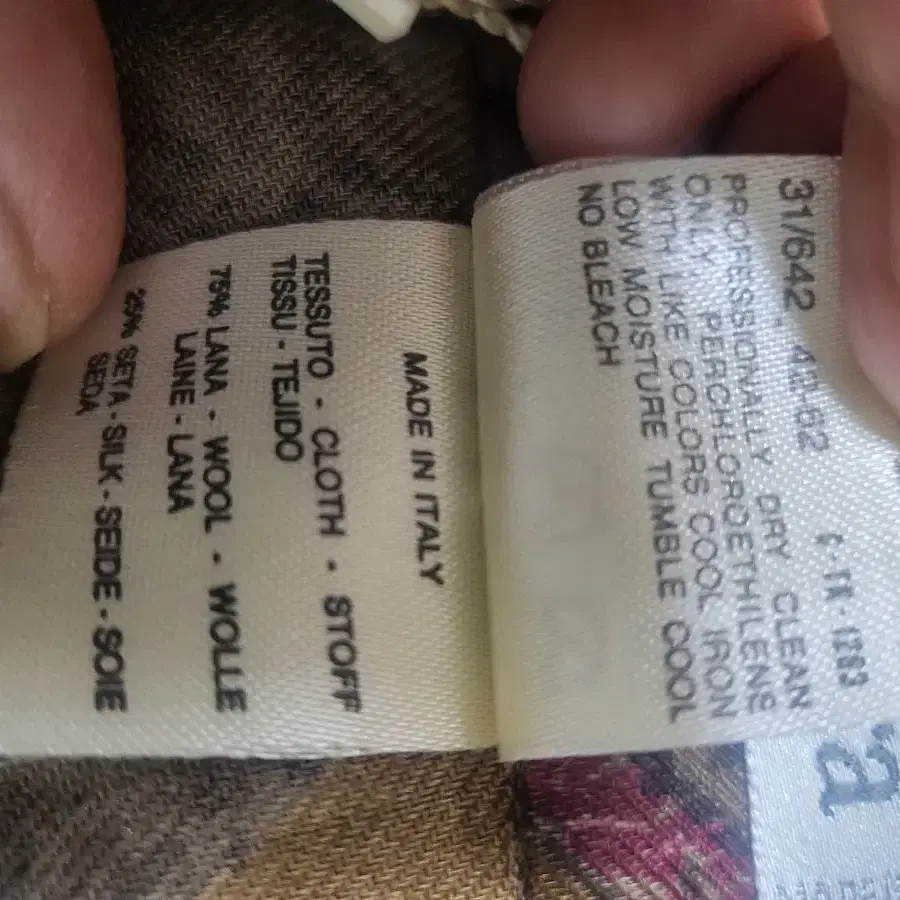 31/642 - 42-62
PROFESSIONALLY DRY CLEAN
ONLY PERCHLOROETHILENE
WITH LIKE COLORS COOL IRON
LOW MOISTURE TUMBLE COOL
NO BLEACH
MADE IN ITALY
TESSUTO - CLOTH - STOFF
TISSU - TEJIDO
75% LANA - WOOL - WOLLE
LAINE - LANA
25% SETA - SILK - SEIDE - SOIE
SEDA
a